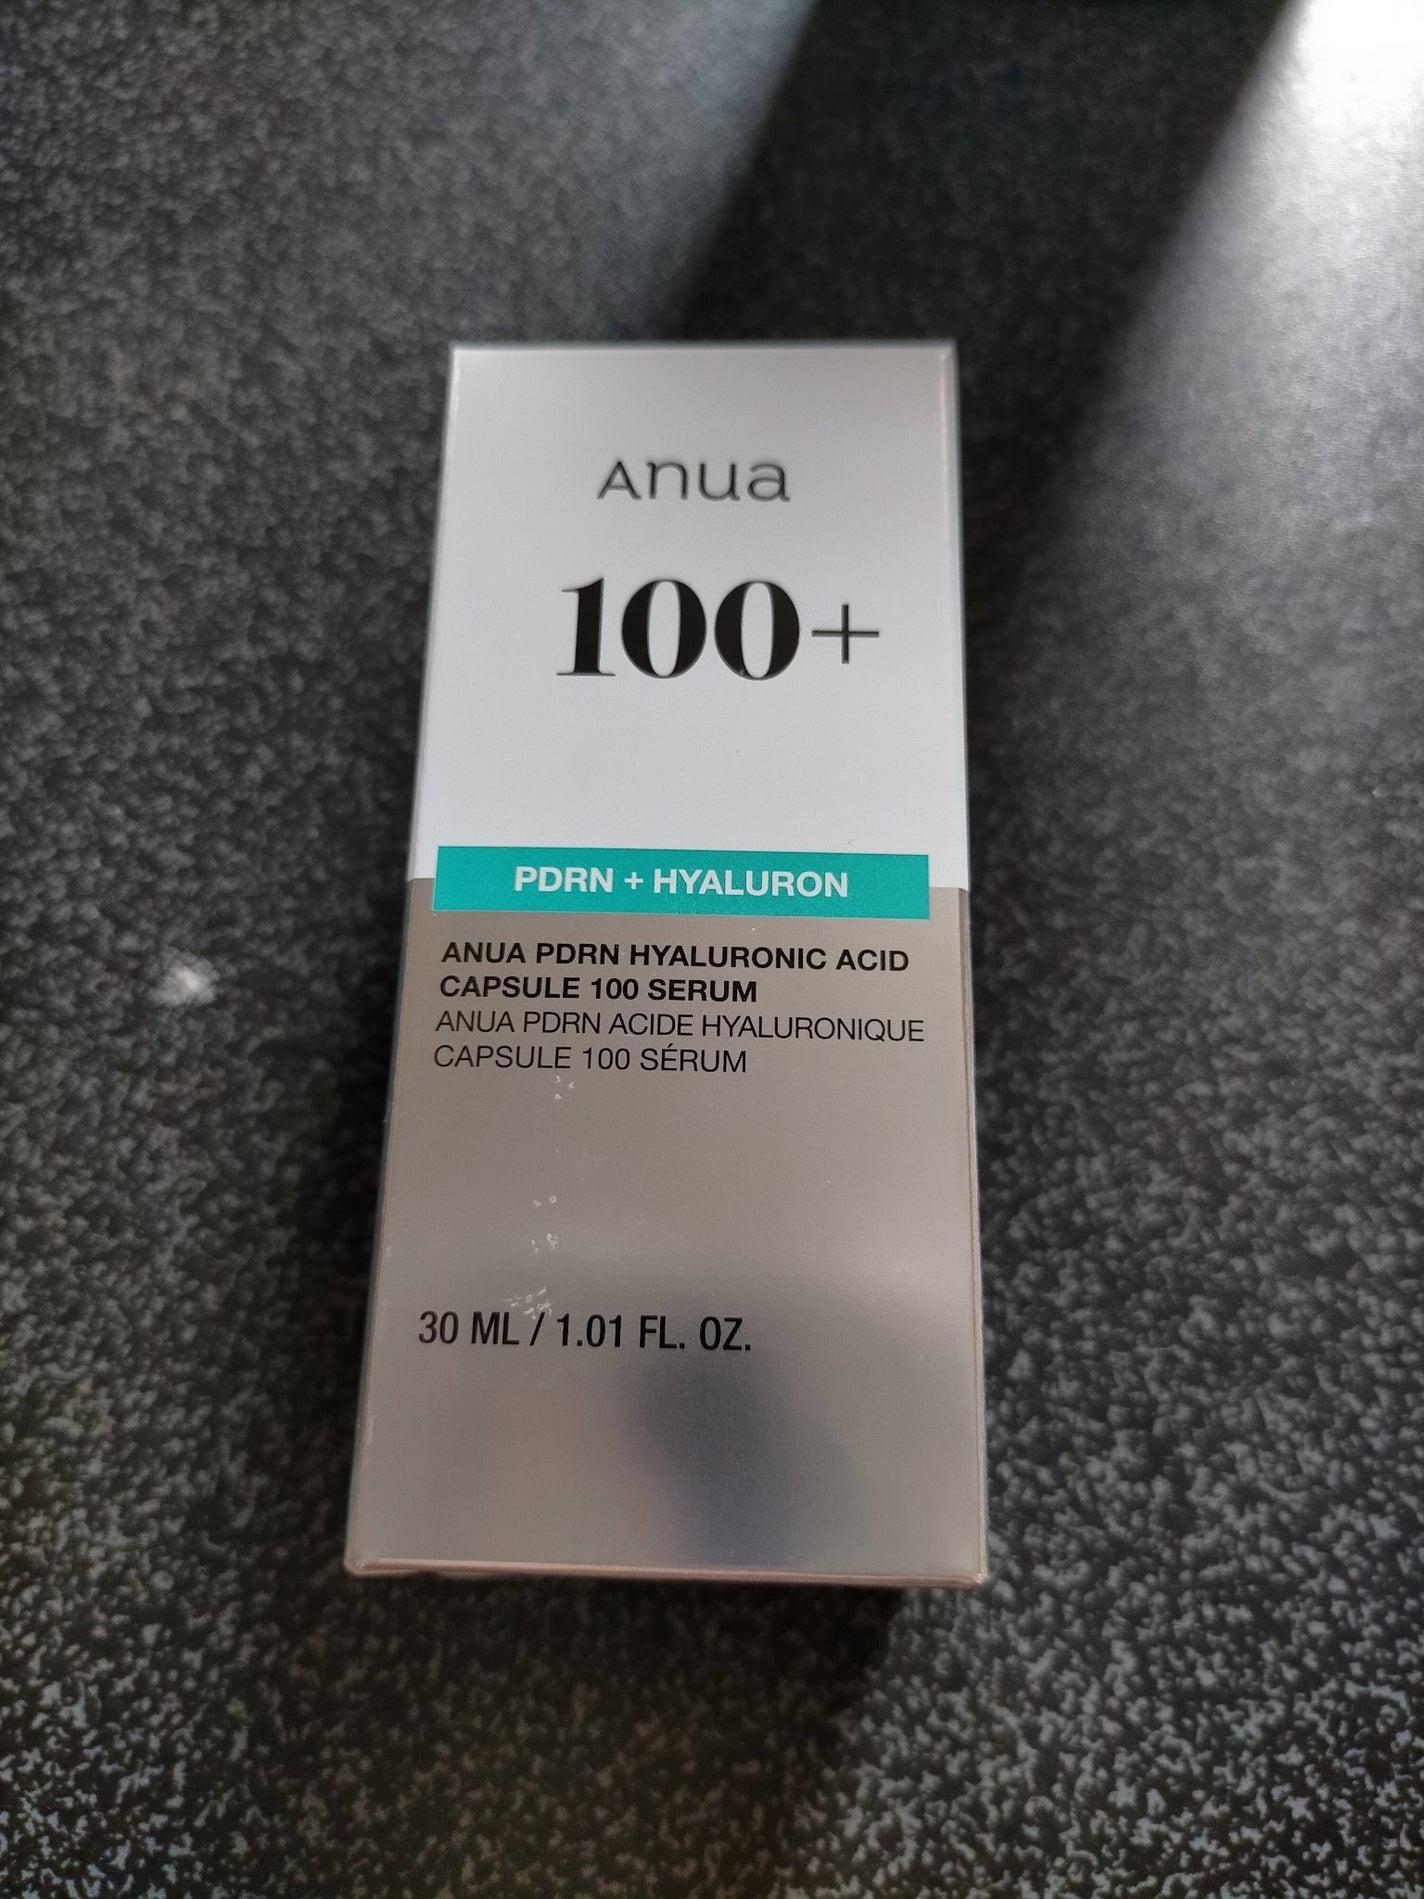 Anua
100+
PDRN + HYALURON
ANUA PDRN HYALURONIC ACID
CAPSULE 100 SERUM
ANUA PDRN ACIDE HYALURONIQUE
CAPSULE 100 SÉRUM
30 ML / 1.01 FL. OZ.